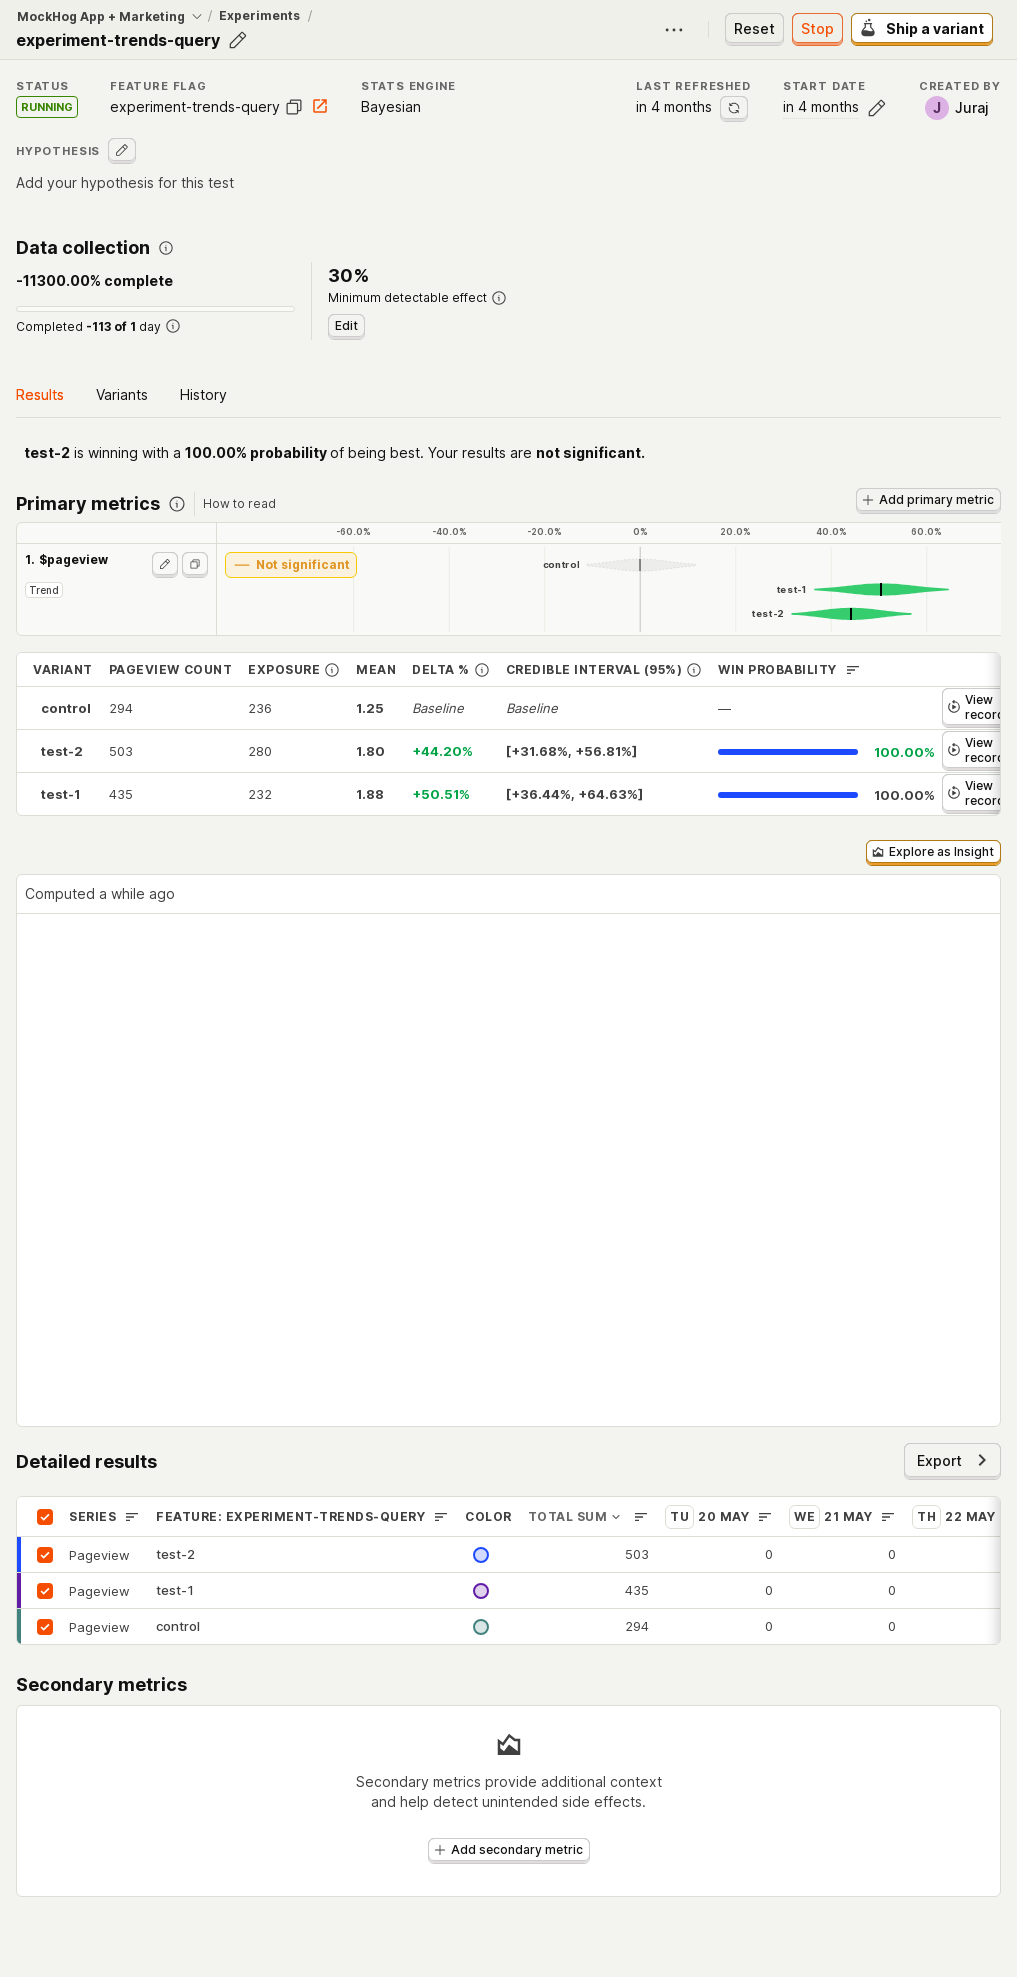 MockHog App + Marketing / Experiments /
experiment-trends-query
Reset
Stop
Ship a variant
STATUS
RUNNING
FEATURE FLAG
experiment-trends-query
STATS ENGINE
Bayesian
LAST REFRESHED
in 4 months
START DATE
in 4 months
CREATED BY
J Juraj
HYPOTHESIS
Add your hypothesis for this test
Data collection
-11300.00% complete
Completed -113 of 1 day
30%
Minimum detectable effect
Edit
Results Variants History
test-2 is winning with a 100.00% probability of being best. Your results are not significant.
Primary metrics
How to read
Add primary metric
-60.0% -40.0% -20.0% 0% 20.0% 40.0% 60.0%
1. $pageview
Trend
Not significant
control
test-1
test-2
VARIANT PAGEVIEW COUNT EXPOSURE MEAN DELTA % CREDIBLE INTERVAL (95%) WIN PROBABILITY
control 294 236 1.25 Baseline Baseline — View recorc
test-2 503 280 1.80 +44.20% [+31.68%, +56.81%] 100.00% View recorc
test-1 435 232 1.88 +50.51% [+36.44%, +64.63%] 100.00% View recorc
Explore as Insight
Computed a while ago
Detailed results
Export
SERIES FEATURE: EXPERIMENT-TRENDS-QUERY COLOR TOTAL SUM TU 20 MAY WE 21 MAY TH 22 MAY
Pageview test-2 503 0 0
Pageview test-1 435 0 0
Pageview control 294 0 0
Secondary metrics
Secondary metrics provide additional context
and help detect unintended side effects.
Add secondary metric